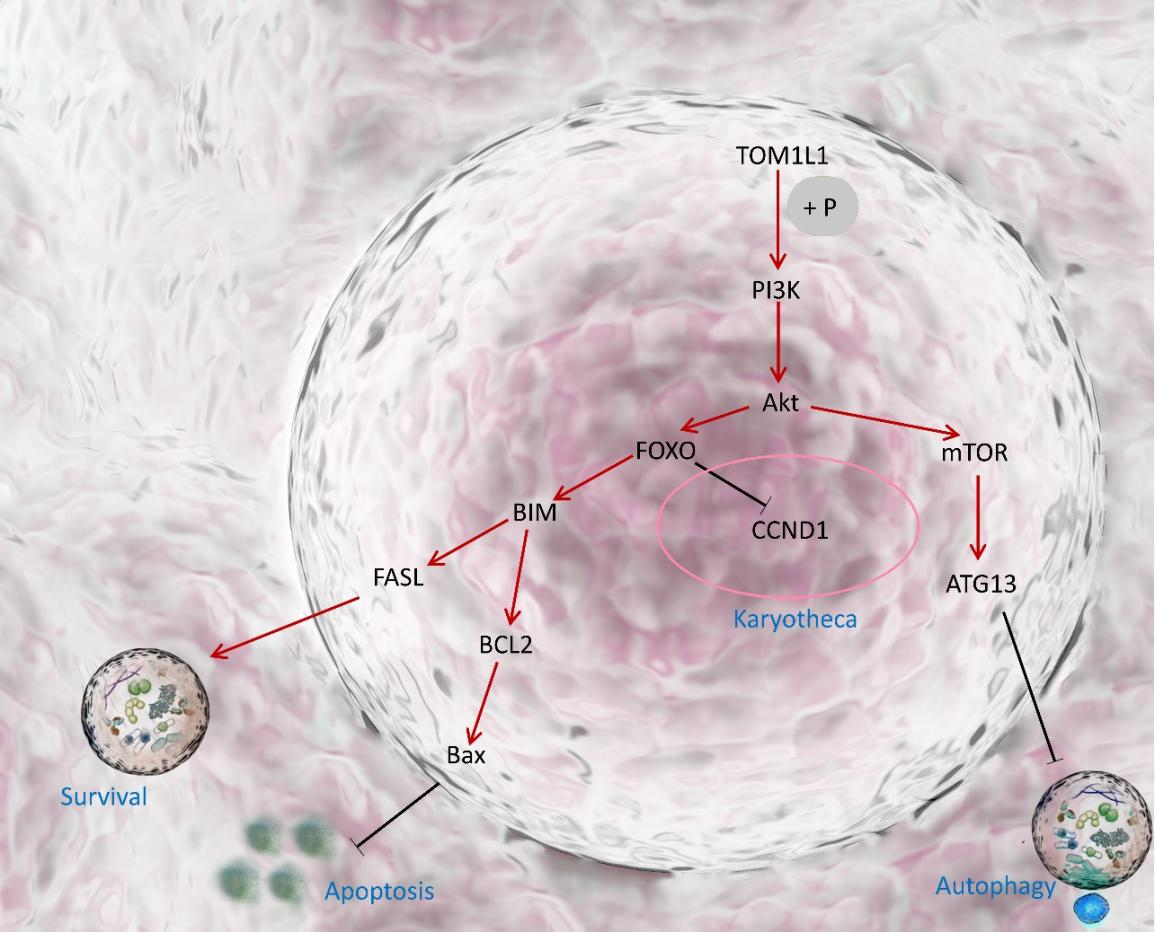 TOM1L1
+ P
PI3K
Akt
FOXO
mTOR
BIM
CCND1
FASL
ATG13
Karyotheca
BCL2
Bax
Survival
Apoptosis
Autophagy